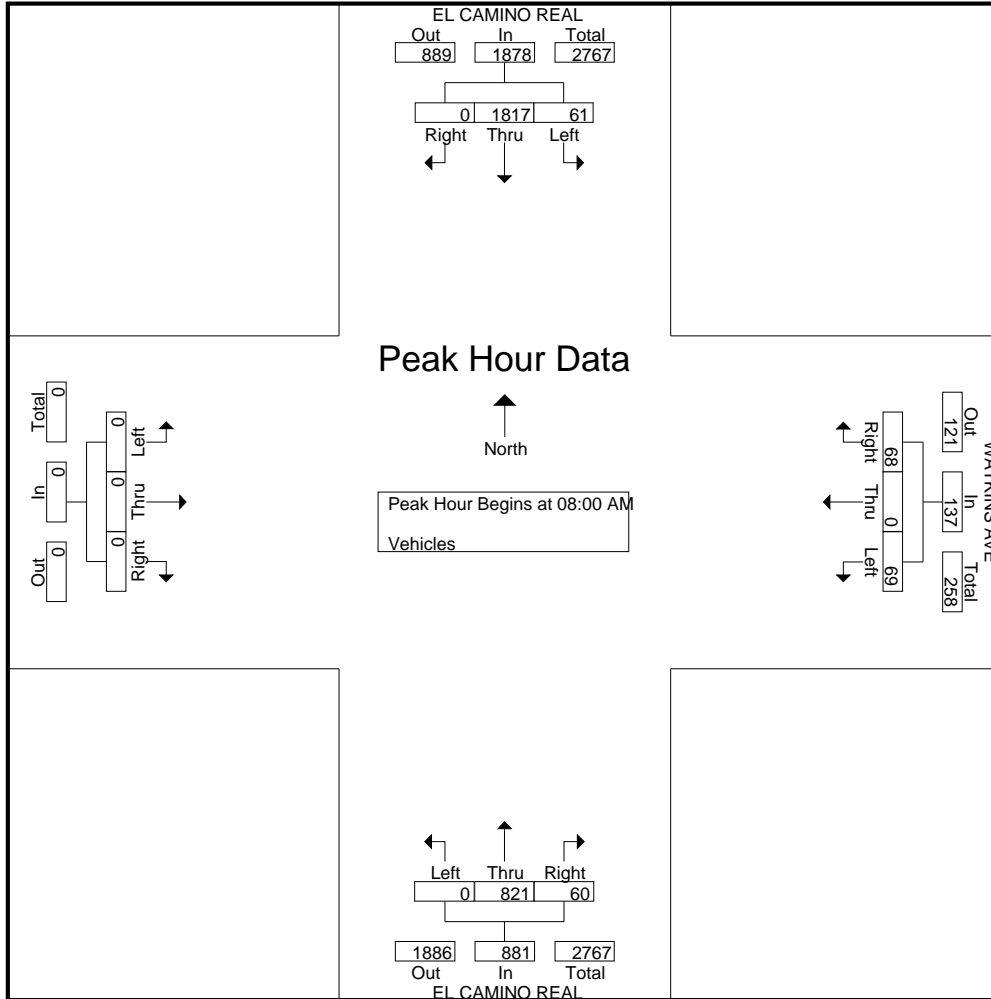 EL CAMINO REAL
Out In Total
889 1878 2767
0 1817 61
Right Thru Left
Peak Hour Data
North
Peak Hour Begins at 08:00 AM
Vehicles
Total In Out
0 0 0
0 0 0
Left Thru Right
WATKINS AVE
Out In Total
121 137 258
68 0 69
Right Thru Left
Left Thru Right
0 821 60
1886 881 2767
Out In Total
EL CAMINO REAL